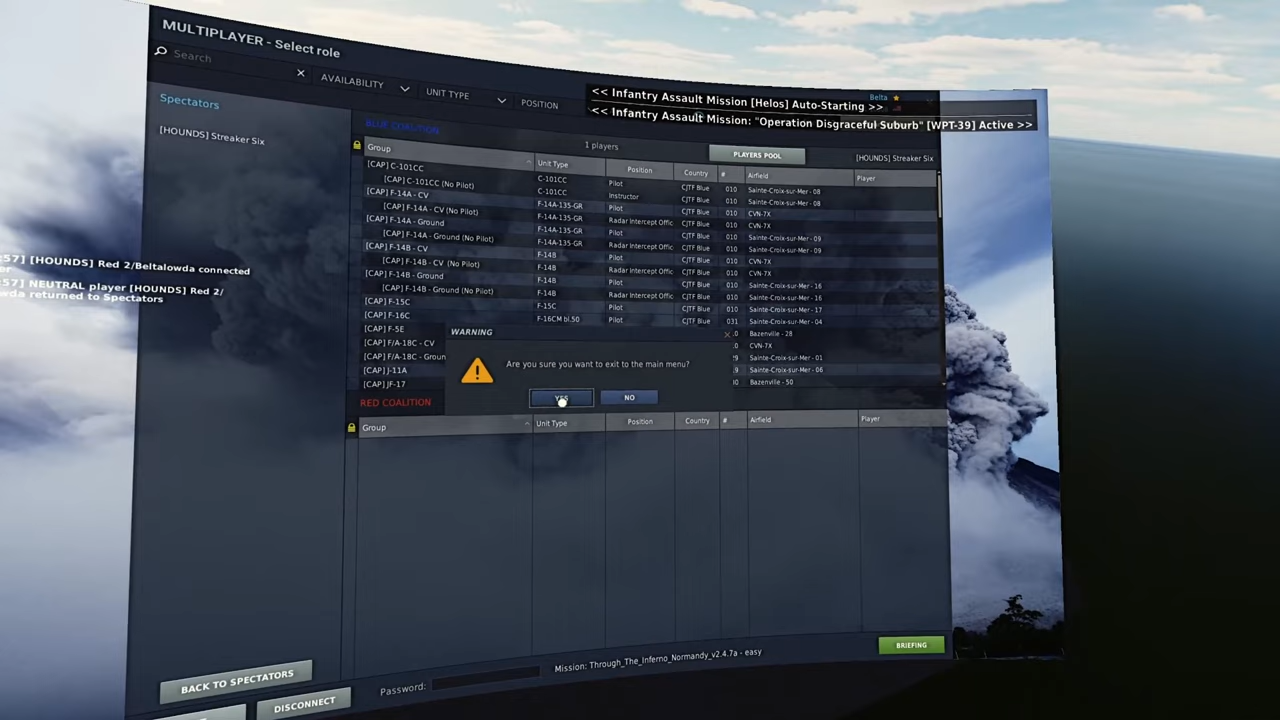 MULTIPLAYER - Select role
Search
AVAILABILITY
UNIT TYPE
POSITION
<< Infantry Assault Mission [Helos] Auto-Starting >>
Belta
<< Infantry Assault Mission: "Operation Disgraceful Suburb" [WPT-39] Active >>
Spectators
[HOUNDS] Streaker Six
BLUE COALITION
1 players
PLAYERS POOL
[HOUNDS] Streaker Six
Group Unit Type Position Country # Airfield Player
[CAP] C-101CC C-101CC Pilot CJTF Blue 010 Sainte-Croix-sur-Mer - 08
[CAP] C-101CC (No Pilot) C-101CC Instructor CJTF Blue 010 Sainte-Croix-sur-Mer - 08
[CAP] F-14A - CV F-14A-135-GR Pilot CJTF Blue 010 CVN-7X
[CAP] F-14A - CV (No Pilot) F-14A-135-GR Radar Intercept Offic CJTF Blue 010 CVN-7X
[CAP] F-14A - Ground F-14A-135-GR Pilot CJTF Blue 010 Sainte-Croix-sur-Mer - 09
[CAP] F-14A - Ground (No Pilot) F-14A-135-GR Radar Intercept Offic CJTF Blue 010 Sainte-Croix-sur-Mer - 09
[CAP] F-14B - CV F-14B Pilot CJTF Blue 010 CVN-7X
[CAP] F-14B - CV (No Pilot) F-14B Radar Intercept Offic CJTF Blue 010 CVN-7X
[CAP] F-14B - Ground F-14B Pilot CJTF Blue 010 Sainte-Croix-sur-Mer - 16
[CAP] F-14B - Ground (No Pilot) F-14B Radar Intercept Offic CJTF Blue 010 Sainte-Croix-sur-Mer - 16
[CAP] F-15C F-15C Pilot CJTF Blue 010 Sainte-Croix-sur-Mer - 17
[CAP] F-16C F-16CM bl.50 Pilot CJTF Blue 031 Sainte-Croix-sur-Mer - 04
[CAP] F-5E Bazenville - 28
[CAP] F/A-18C - CV CVN-7X
[CAP] F/A-18C - Groun Sainte-Croix-sur-Mer - 01
[CAP] J-11A Sainte-Croix-sur-Mer - 06
[CAP] JF-17 Bazenville - 50
:57) [HOUNDS] Red 2/Beltalowda connected
or
:57) NEUTRAL player [HOUNDS] Red 2/
owda returned to Spectators
WARNING
Are you sure you want to exit to the main menu?
YES
NO
RED COALITION
Group Unit Type Position Country # Airfield Player
BRIEFING
Mission: Through_The_Inferno_Normandy_v2.4.7a - easy
Password:
BACK TO SPECTATORS
DISCONNECT